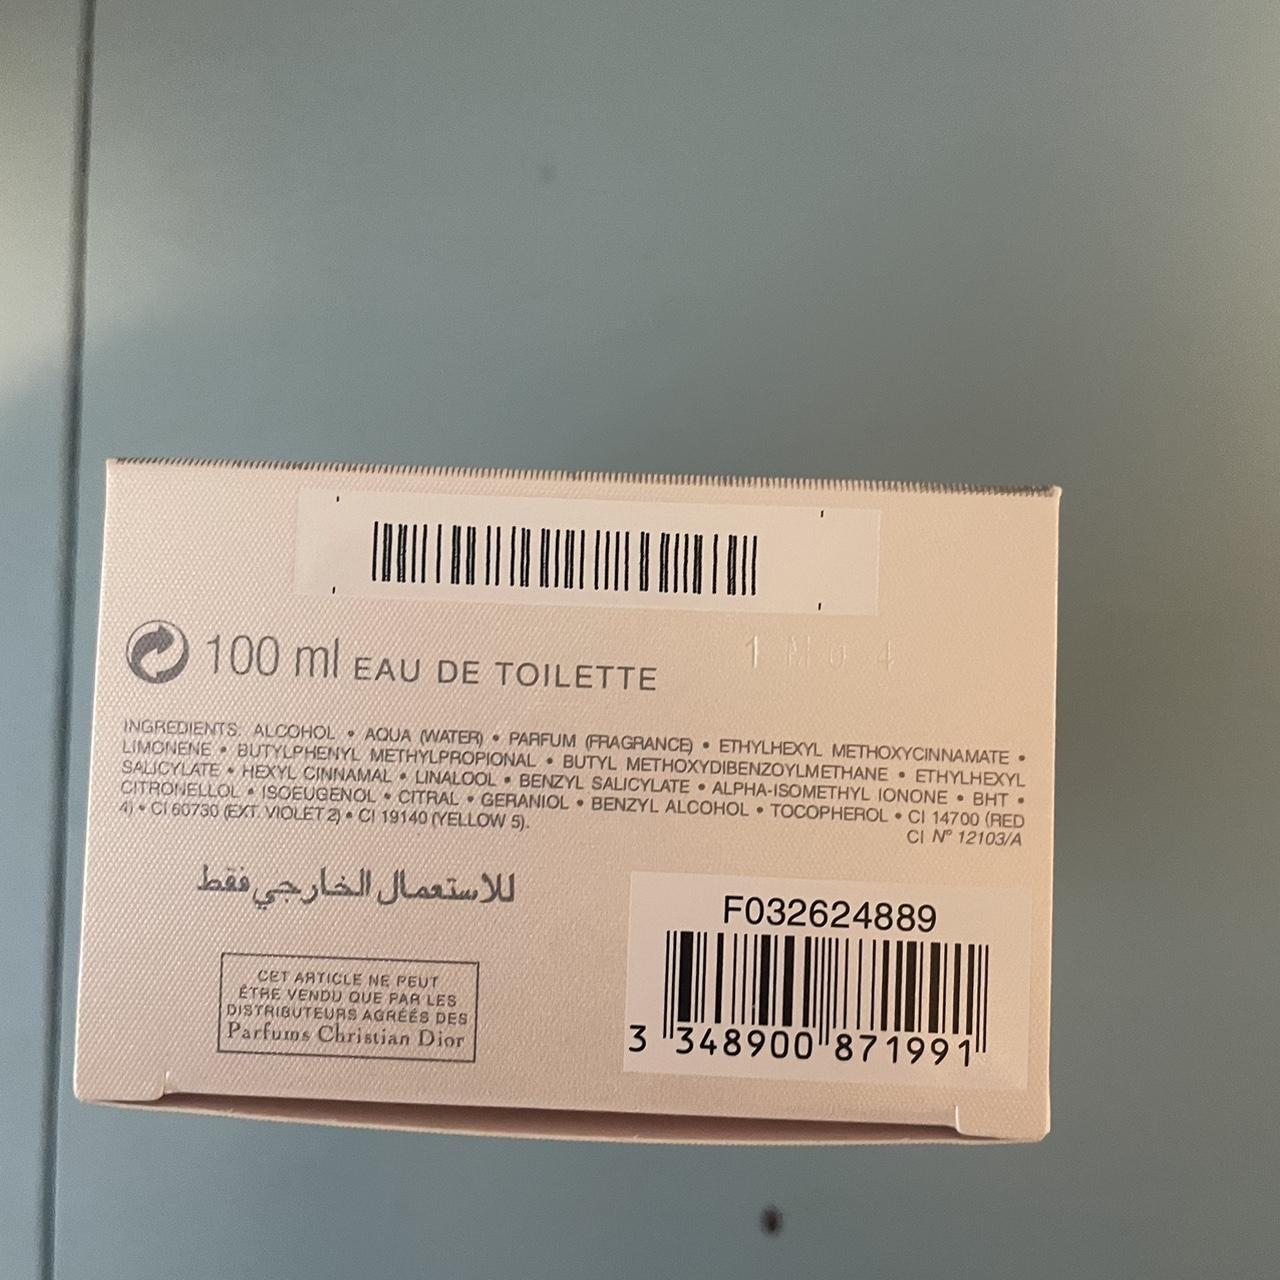 100 ml EAU DE TOILETTE
1 M 0 4
INGREDIENTS: ALCOHOL • AQUA (WATER) • PARFUM (FRAGRANCE) • ETHYLHEXYL METHOXYCINNAMATE •
LIMONENE • BUTYLPHENYL METHYLPROPIONAL • BUTYL METHOXYDIBENZOYLMETHANE • ETHYLHEXYL
SALICYLATE • HEXYL CINNAMAL • LINALOOL • BENZYL SALICYLATE • ALPHA-ISOMETHYL IONONE • BHT •
CITRONELLOL • ISOEUGENOL • CITRAL • GERANIOL • BENZYL ALCOHOL • TOCOPHEROL • CI 14700 (RED
4) • CI 60730 (EXT. VIOLET 2) • CI 19140 (YELLOW 5).
CI N° 12103/A
للاستعمال الخارجي فقط
CET ARTICLE NE PEUT
ÊTRE VENDU QUE PAR LES
DISTRIBUTEURS AGRÉÉS DES
Parfums Christian Dior
F032624889
3 348900 871991